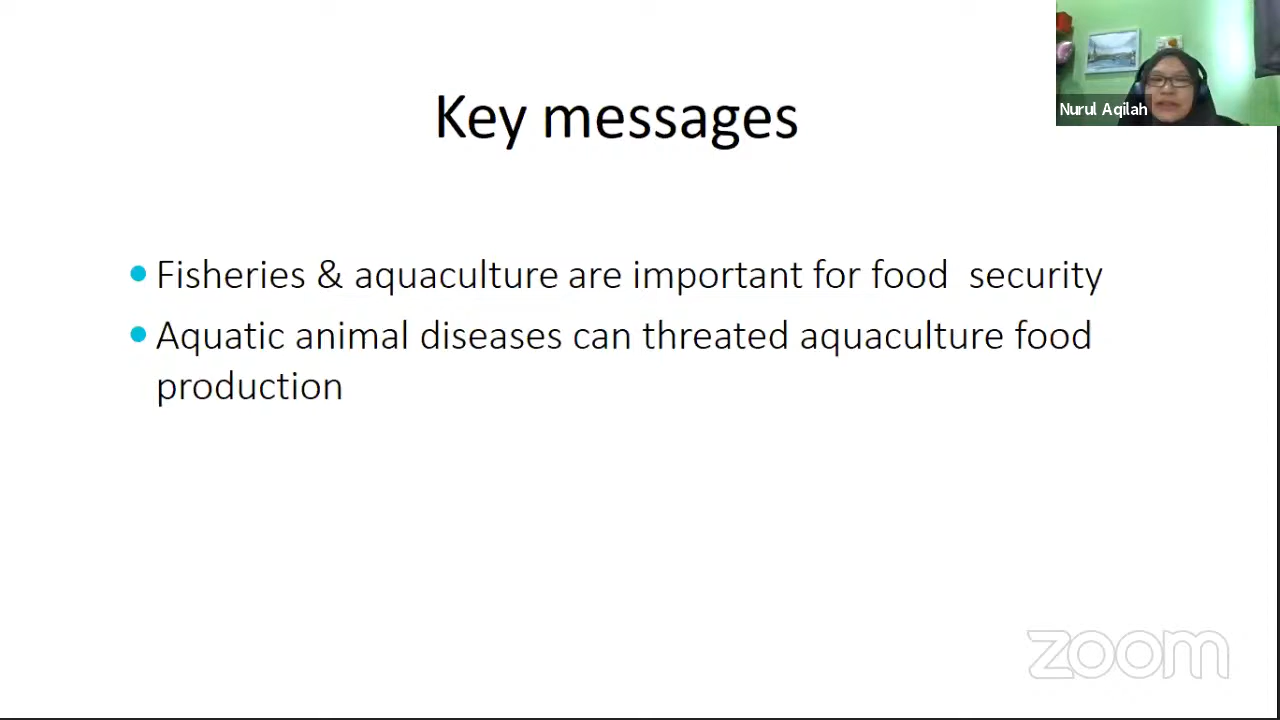 Nurul Aqilah
Key messages
Fisheries & aquaculture are important for food security
Aquatic animal diseases can threated aquaculture food
production
zoom